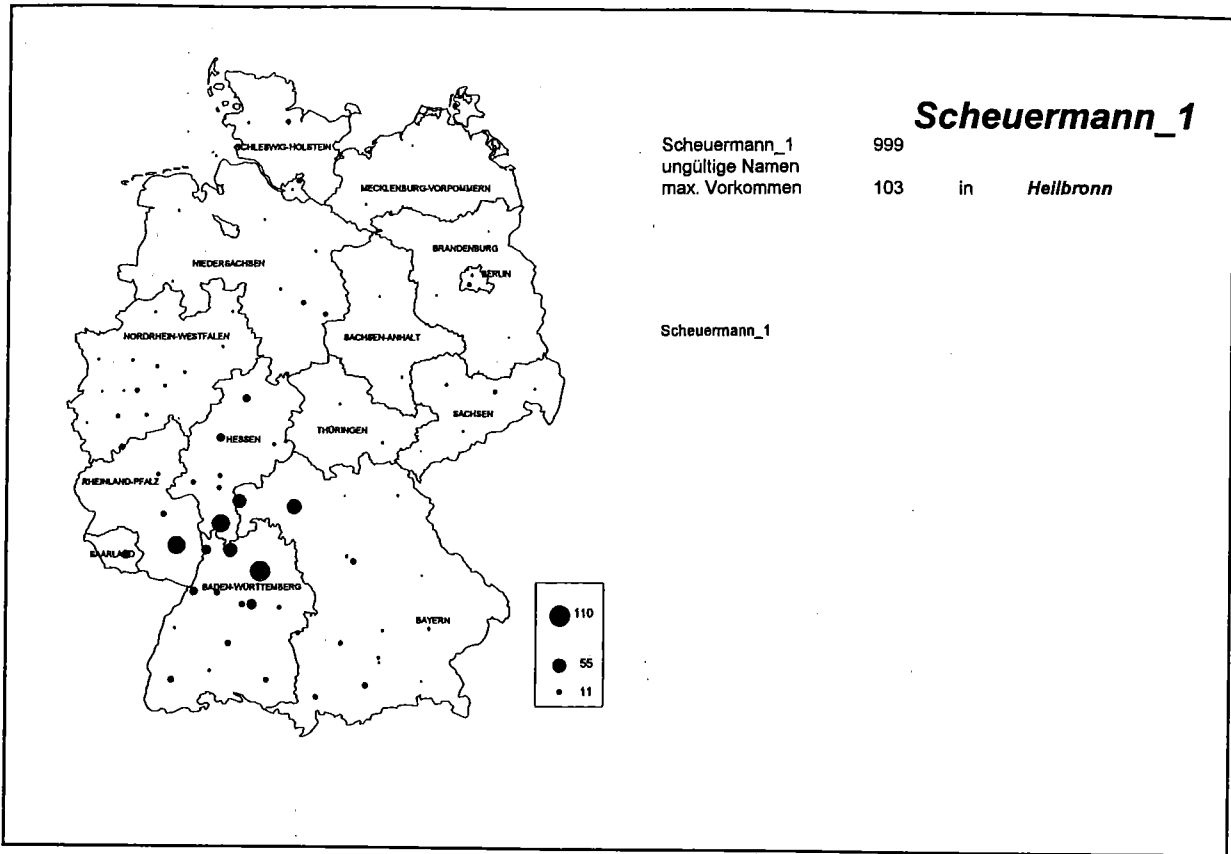 Scheuermann_1
Scheuermann_1 999
ungültige Namen
max. Vorkommen 103 in Heilbronn
Scheuermann_1
SCHLESWIG-HOLSTEIN
MECKLENBURG-VORPOMMERN
BRANDENBURG
BERLIN
NIEDERSACHSEN
NORDRHEIN-WESTFALEN
SACHSEN-ANHALT
SACHSEN
THÜRINGEN
HESSEN
RHEINLAND-PFALZ
SAARLAND
BADEN-WÜRTTEMBERG
BAYERN
110
55
11